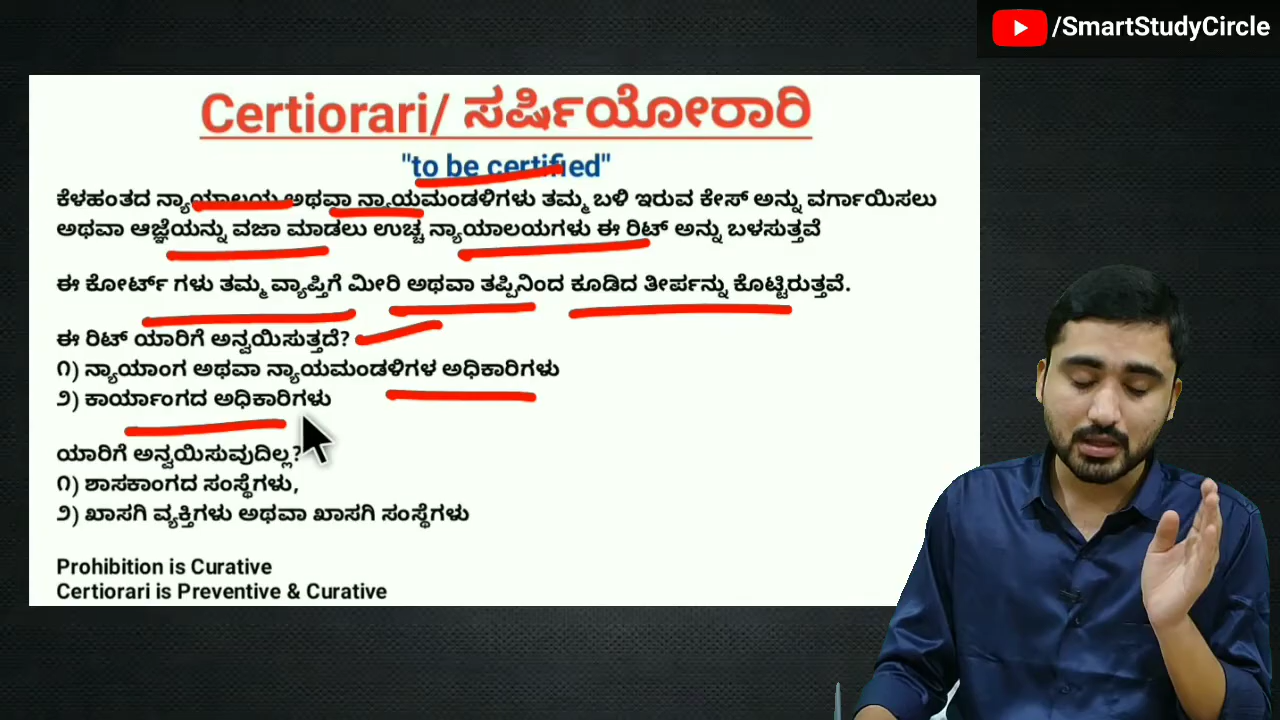 /SmartStudyCircle
Certiorari/ ಸರ್ಷಿಯೋರಾರಿ
"to be certified"
ಕೆಳಹಂತದ ನ್ಯಾಯಾಲಯ ಅಥವಾ ನ್ಯಾಯಮಂಡಳಿಗಳು ತಮ್ಮ ಬಳಿ ಇರುವ ಕೇಸ್ ಅನ್ನು ವರ್ಗಾಯಿಸಲು
ಅಥವಾ ಆಜ್ಞೆಯನ್ನು ವಜಾ ಮಾಡಲು ಉಚ್ಚ ನ್ಯಾಯಾಲಯಗಳು ಈ ರಿಟ್ ಅನ್ನು ಬಳಸುತ್ತವೆ
ಈ ಕೋರ್ಟ್ ಗಳು ತಮ್ಮ ವ್ಯಾಪ್ತಿಗೆ ಮೀರಿ ಅಥವಾ ತಪ್ಪಿನಿಂದ ಕೂಡಿದ ತೀರ್ಪನ್ನು ಕೊಟ್ಟಿರುತ್ತವೆ.
ಈ ರಿಟ್ ಯಾರಿಗೆ ಅನ್ವಯಿಸುತ್ತದೆ?
೧) ನ್ಯಾಯಾಂಗ ಅಥವಾ ನ್ಯಾಯಮಂಡಳಿಗಳ ಅಧಿಕಾರಿಗಳು
೨) ಕಾರ್ಯಾಂಗದ ಅಧಿಕಾರಿಗಳು
ಯಾರಿಗೆ ಅನ್ವಯಿಸುವುದಿಲ್ಲ?
೧) ಶಾಸಕಾಂಗದ ಸಂಸ್ಥೆಗಳು,
೨) ಖಾಸಗಿ ವ್ಯಕ್ತಿಗಳು ಅಥವಾ ಖಾಸಗಿ ಸಂಸ್ಥೆಗಳು
Prohibition is Curative
Certiorari is Preventive & Curative